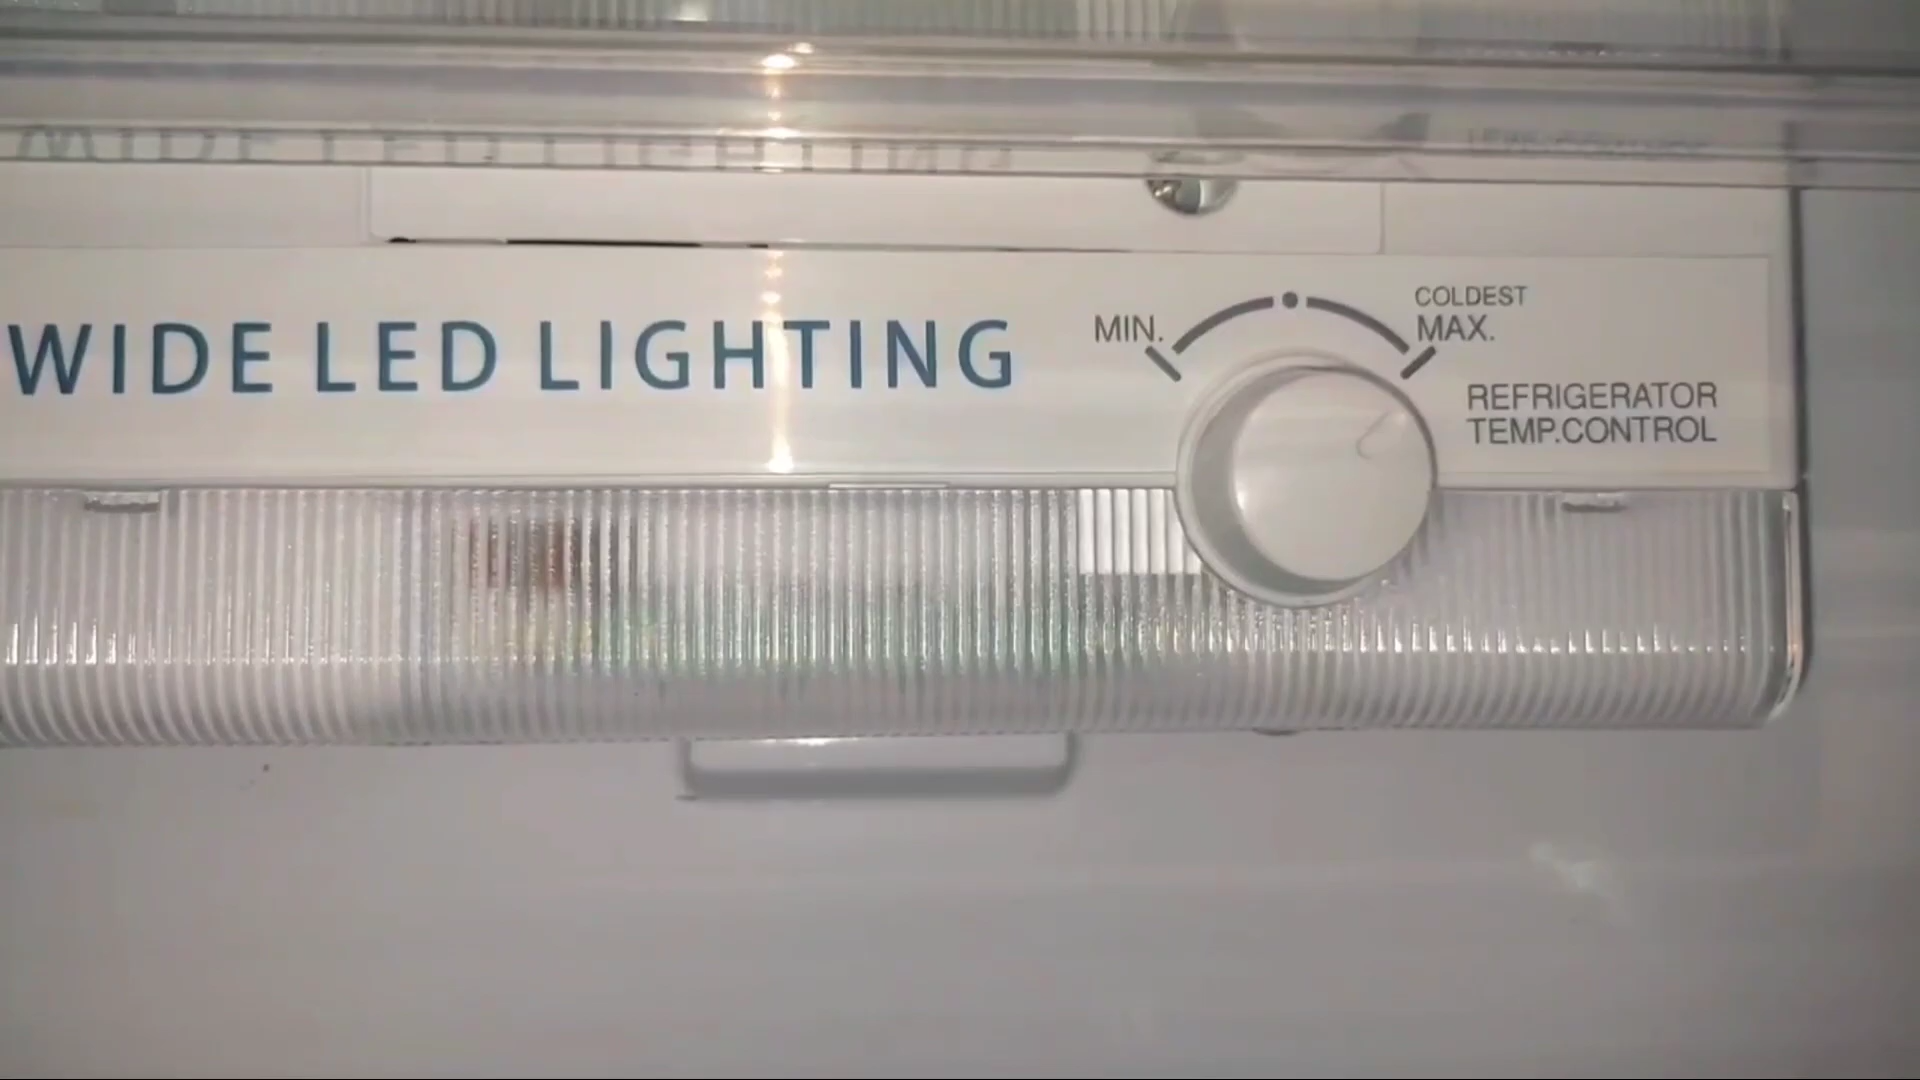 WIDE LED LIGHTING
MIN.
COLDEST
MAX.
REFRIGERATOR
TEMP.CONTROL